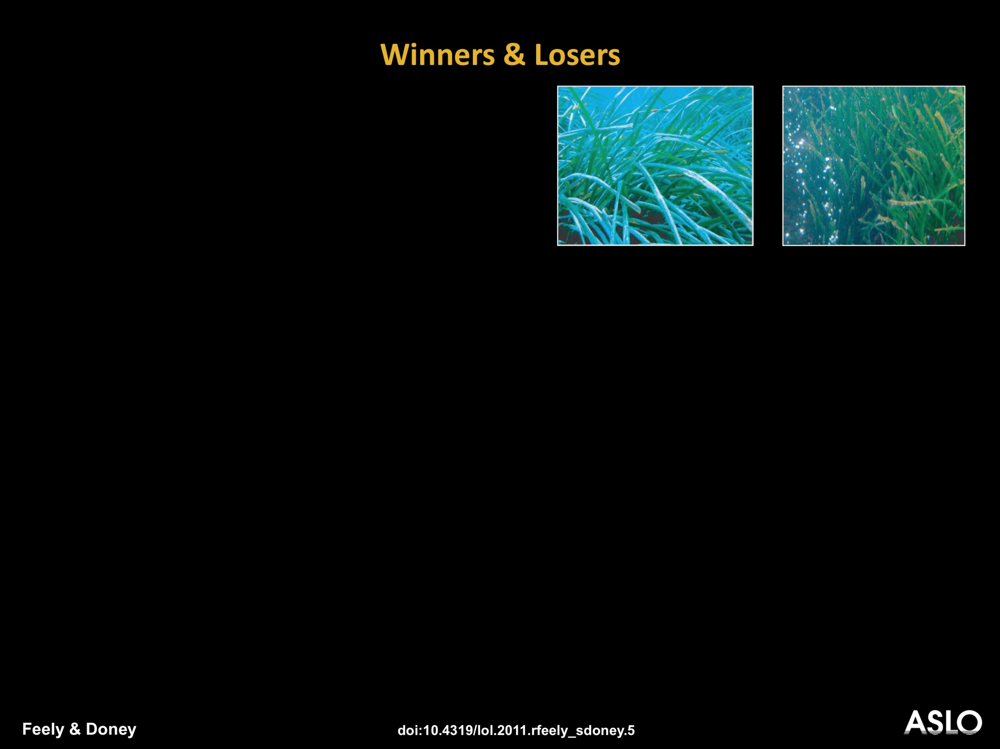 Winners & Losers
Feely & Doney
doi:10.4319/lol.2011.rfeely_sdoney.5
ASLO